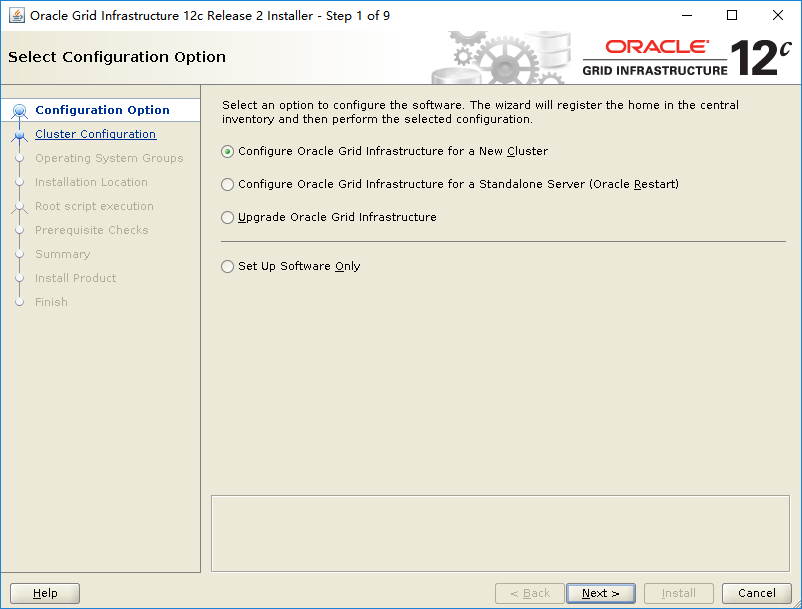 Oracle Grid Infrastructure 12c Release 2 Installer - Step 1 of 9
Select Configuration Option
ORACLE®
GRID INFRASTRUCTURE
12c
Configuration Option
Cluster Configuration
Operating System Groups
Installation Location
Root script execution
Prerequisite Checks
Summary
Install Product
Finish
Select an option to configure the software. The wizard will register the home in the central
inventory and then perform the selected configuration.
Configure Oracle Grid Infrastructure for a New Cluster
Configure Oracle Grid Infrastructure for a Standalone Server (Oracle Restart)
Upgrade Oracle Grid Infrastructure
Set Up Software Only
Help
< Back
Next >
Install
Cancel